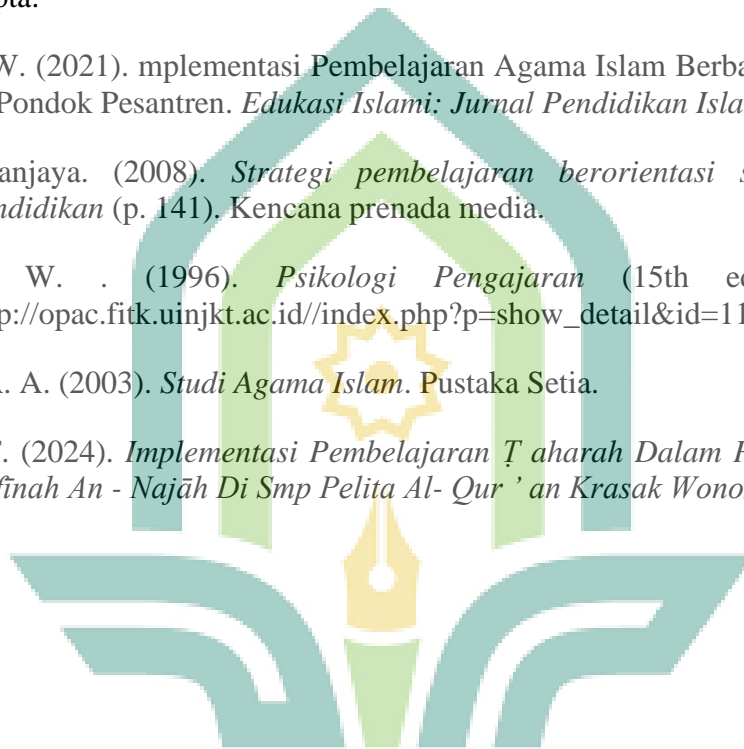 W. (2021). mplementasi Pembelajaran Agama Islam Berba
Pondok Pesantren. Edukasi Islami: Jurnal Pendidikan Isla
anjaya. (2008). Strategi pembelajaran berorientasi s
ndidikan (p. 141). Kencana prenada media.
W. . (1996). Psikologi Pengajaran (15th ed
p://opac.fitk.uinjkt.ac.id//index.php?p=show_detail&id=11
A. A. (2003). Studi Agama Islam. Pustaka Setia.
(2024). Implementasi Pembelajaran Ṭ aharah Dalam
fīnah An - Najāh Di Smp Pelita Al- Qur ’ an Krasak Wono